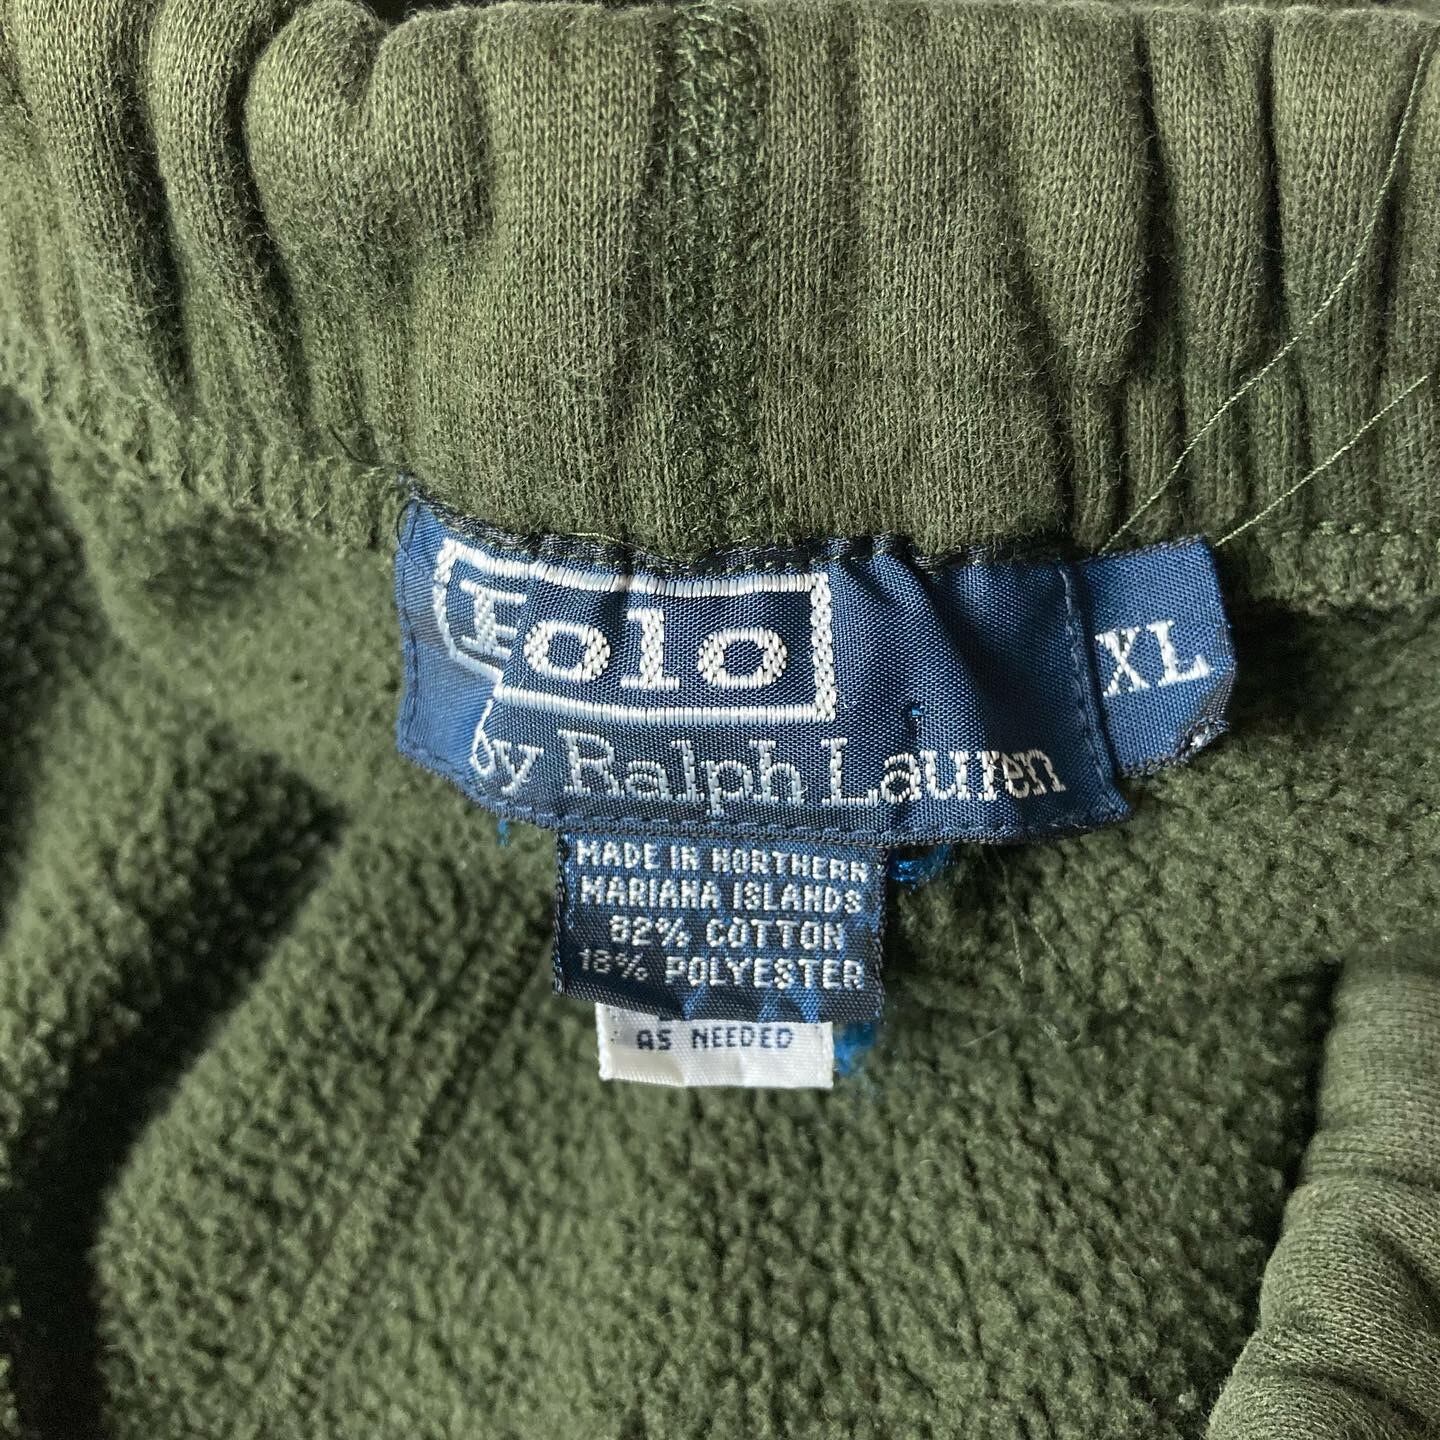 Polo
XL
by Ralph Lauren
MADE IN NORTHERN
MARIANA ISLANDS
82% COTTON
18% POLYESTER
AS NEEDED